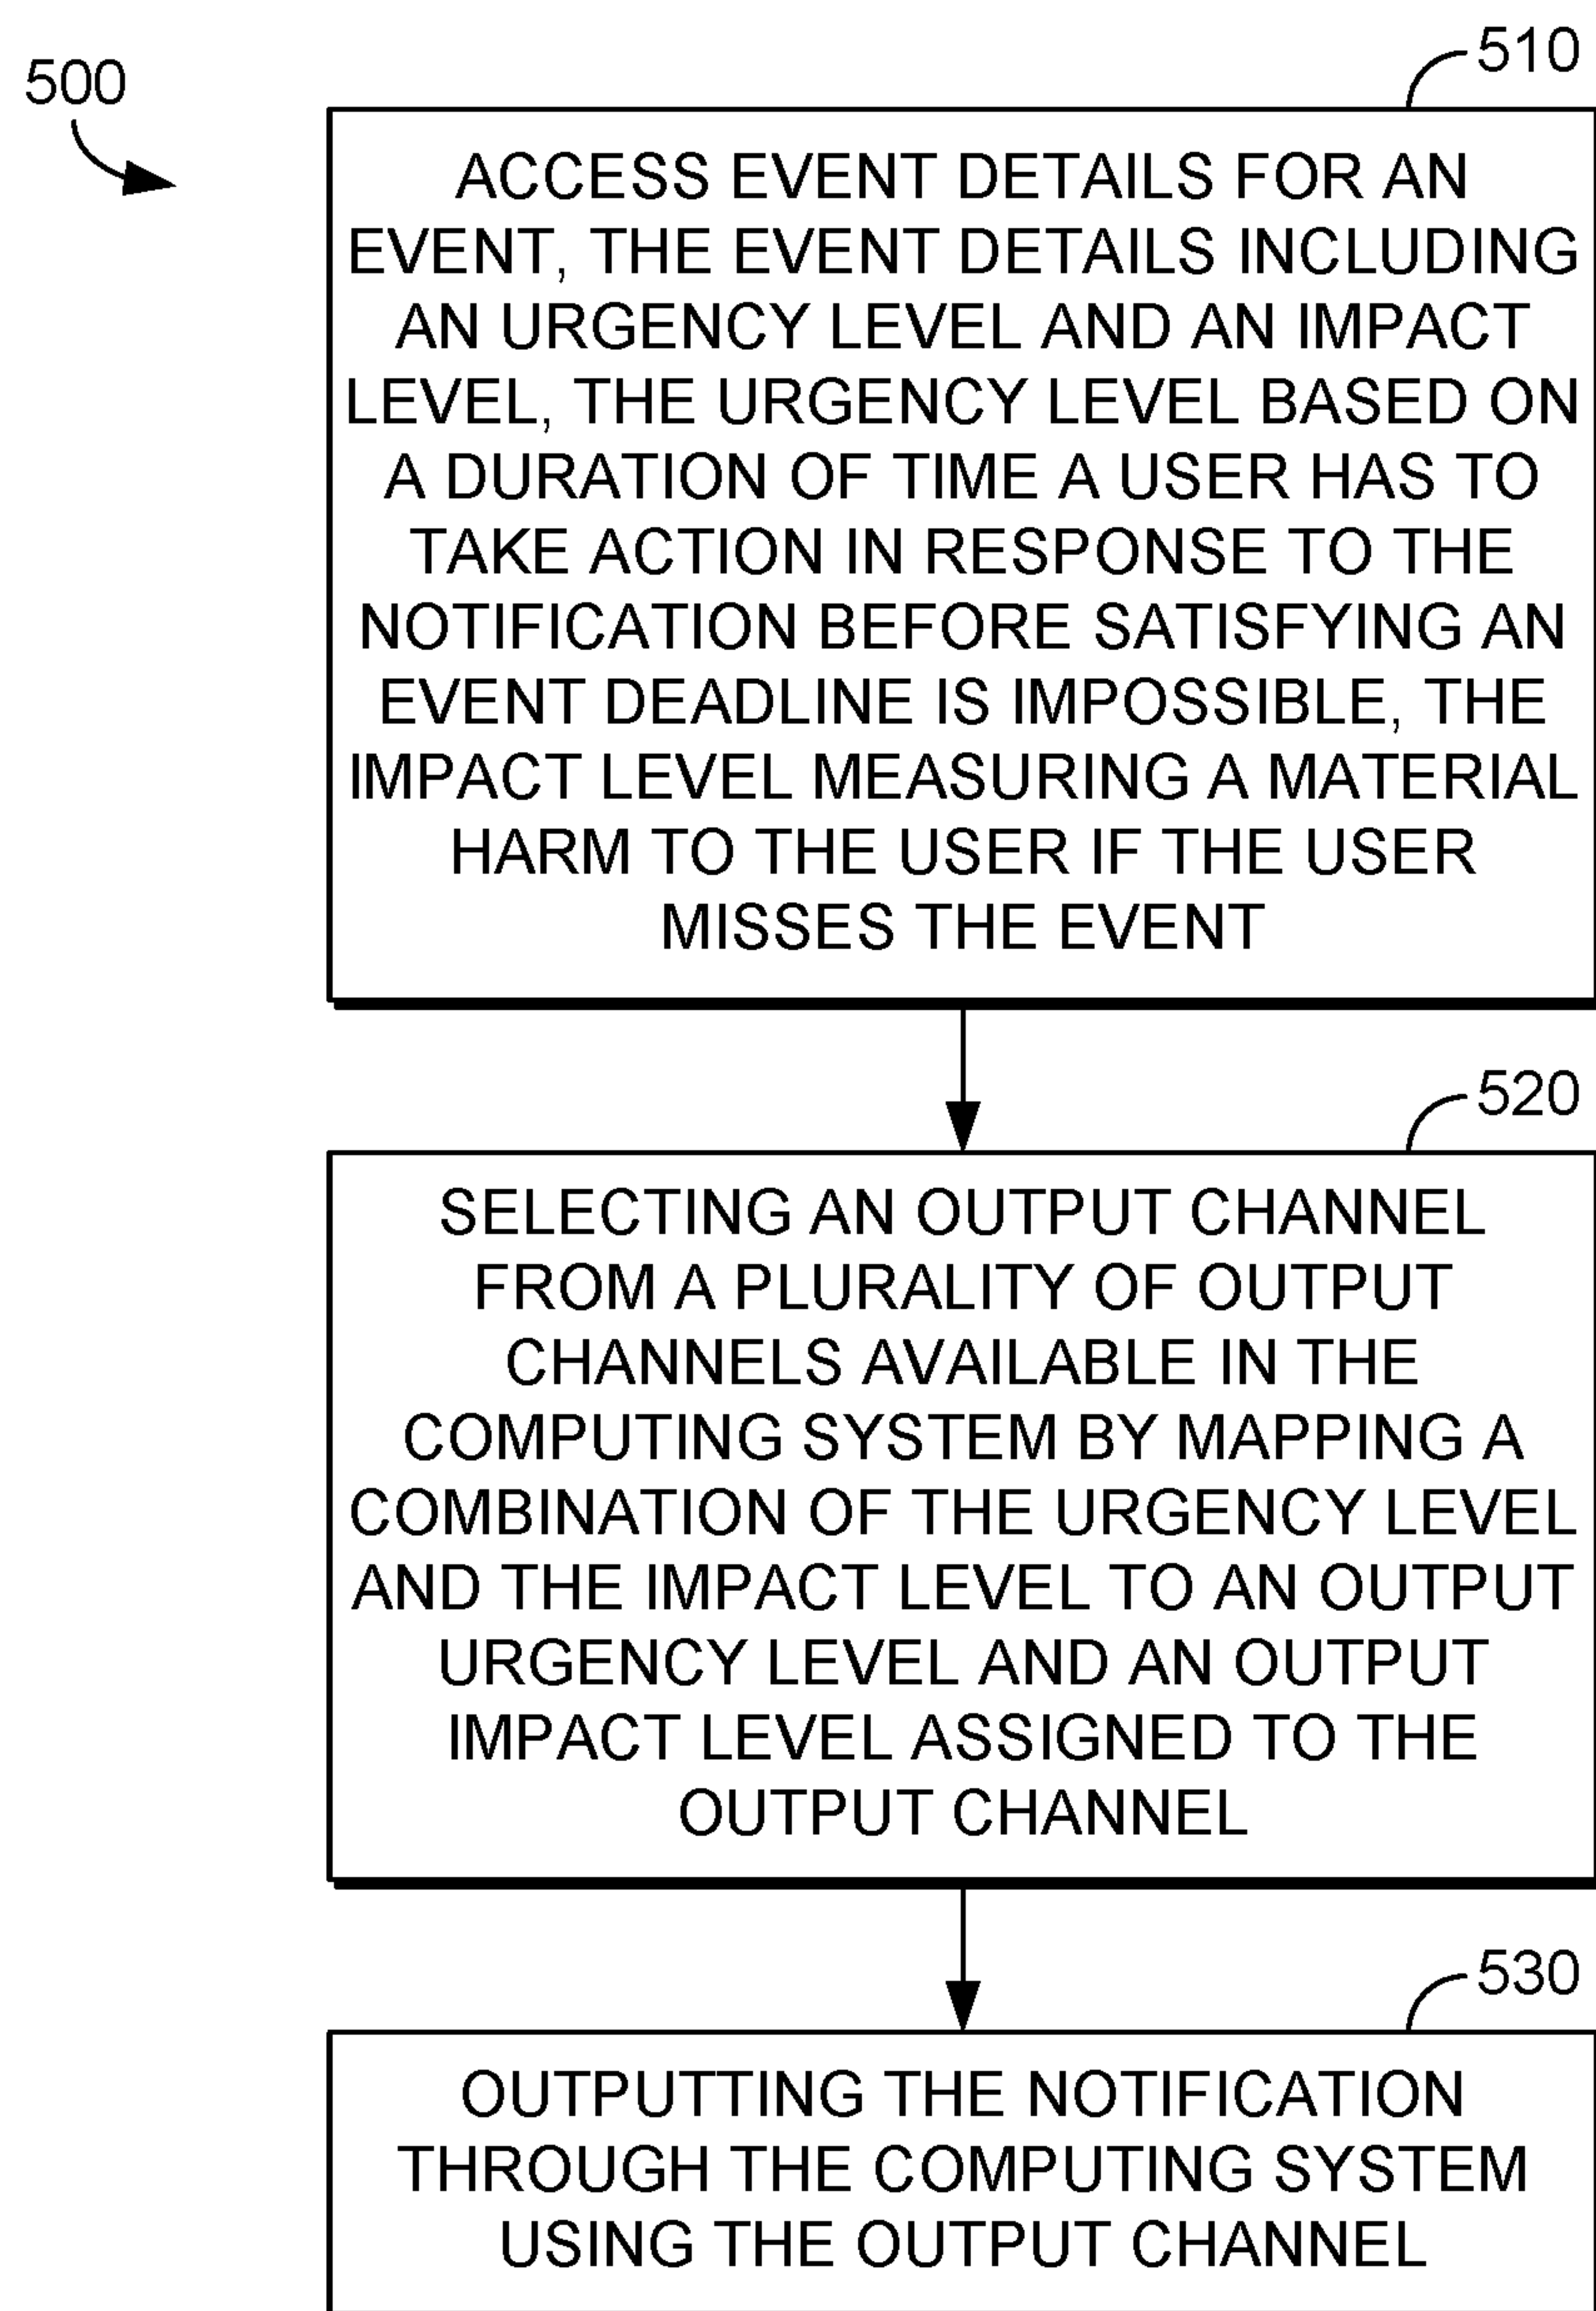 500
510
ACCESS EVENT DETAILS FOR AN
EVENT, THE EVENT DETAILS INCLUDING
AN URGENCY LEVEL AND AN IMPACT
LEVEL, THE URGENCY LEVEL BASED ON
A DURATION OF TIME A USER HAS TO
TAKE ACTION IN RESPONSE TO THE
NOTIFICATION BEFORE SATISFYING AN
EVENT DEADLINE IS IMPOSSIBLE, THE
IMPACT LEVEL MEASURING A MATERIAL
HARM TO THE USER IF THE USER
MISSES THE EVENT
520
SELECTING AN OUTPUT CHANNEL
FROM A PLURALITY OF OUTPUT
CHANNELS AVAILABLE IN THE
COMPUTING SYSTEM BY MAPPING A
COMBINATION OF THE URGENCY LEVEL
AND THE IMPACT LEVEL TO AN OUTPUT
URGENCY LEVEL AND AN OUTPUT
IMPACT LEVEL ASSIGNED TO THE
OUTPUT CHANNEL
530
OUTPUTTING THE NOTIFICATION
THROUGH THE COMPUTING SYSTEM
USING THE OUTPUT CHANNEL